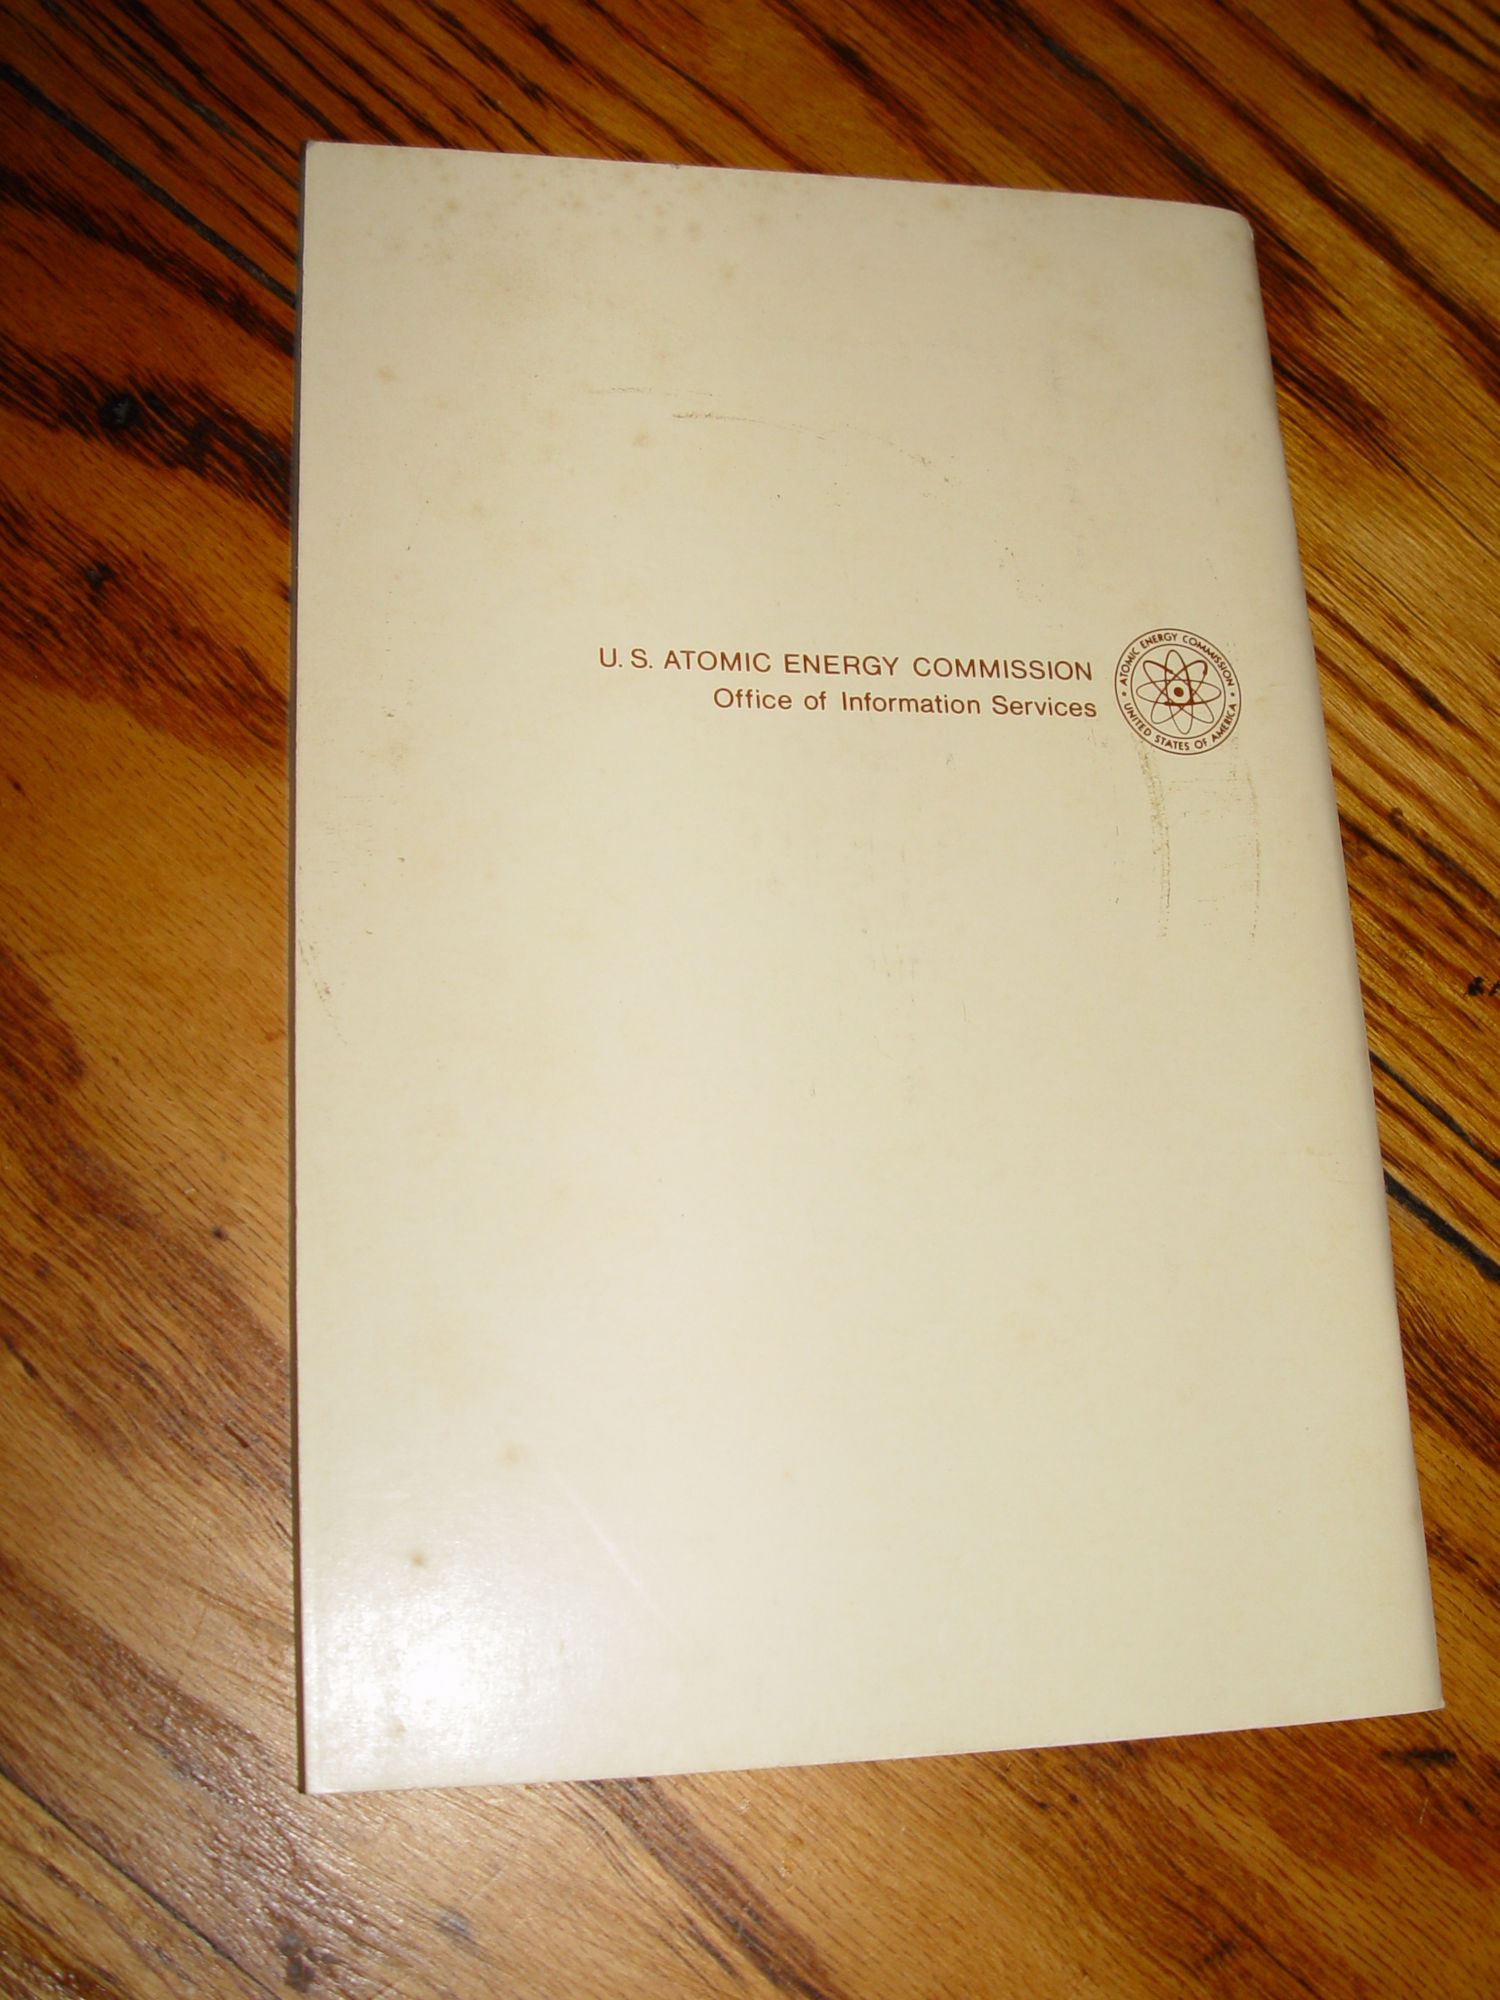 U. S. ATOMIC ENERGY COMMISSION
Office of Information Services
ATOMIC ENERGY COMMISSION
• UNITED STATES OF AMERICA •